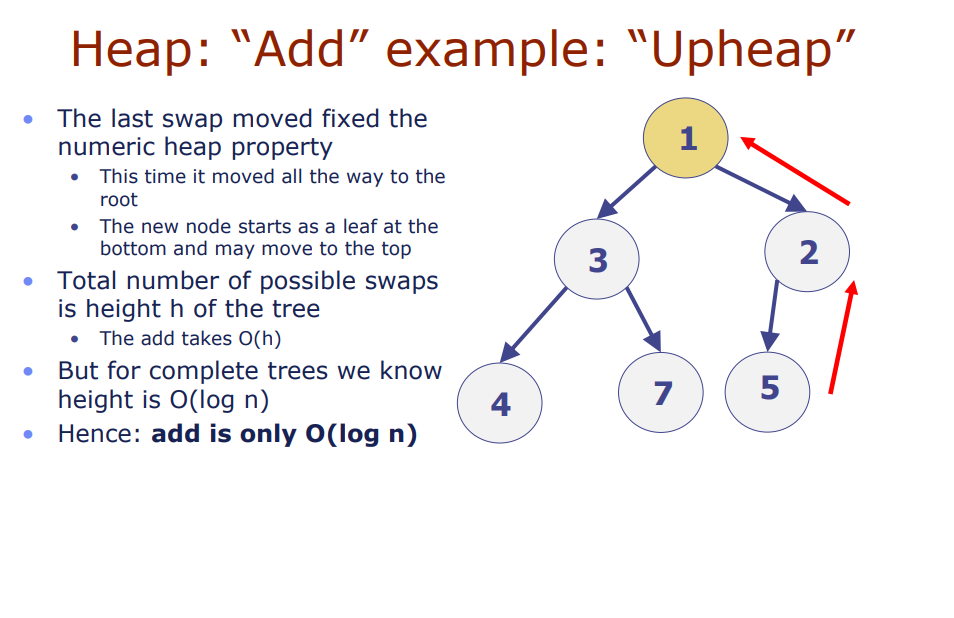 Heap: “Add” example: “Upheap”
• The last swap moved fixed the
numeric heap property
• This time it moved all the way to the
root
• The new node starts as a leaf at the
bottom and may move to the top
• Total number of possible swaps
is height h of the tree
• The add takes O(h)
• But for complete trees we know
height is O(log n)
• Hence: add is only O(log n)
1
3
2
4
7
5